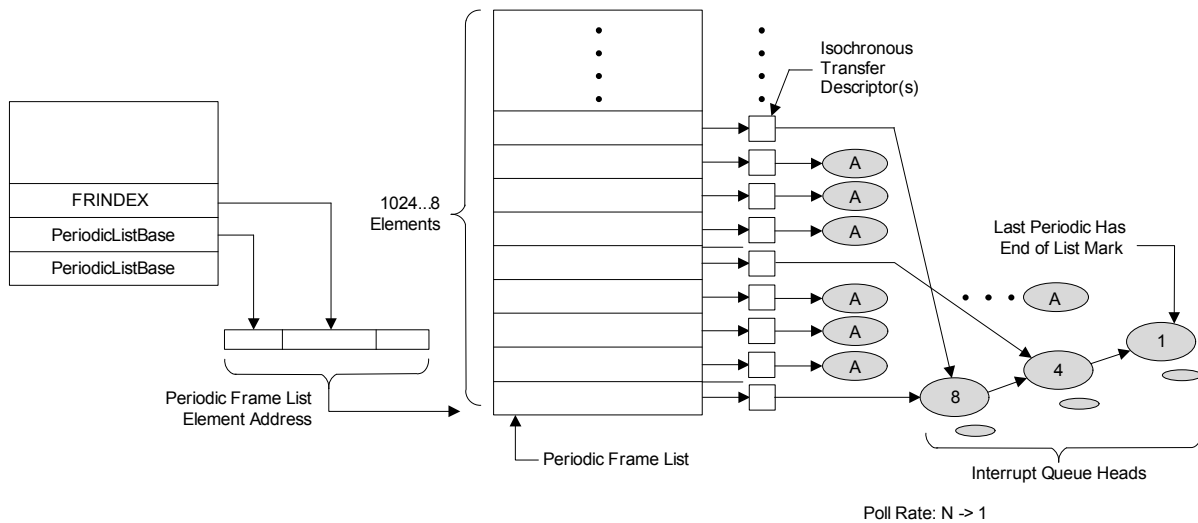 Isochronous
Transfer
Descriptor(s)
A
FRINDEX
A
1024...8
Elements
PeriodicListBase
A
Last Periodic Has
End of List Mark
PeriodicListBase
A
A
A
1
A
4
8
Periodic Frame List
Element Address
Periodic Frame List
Interrupt Queue Heads
Poll Rate: N -> 1